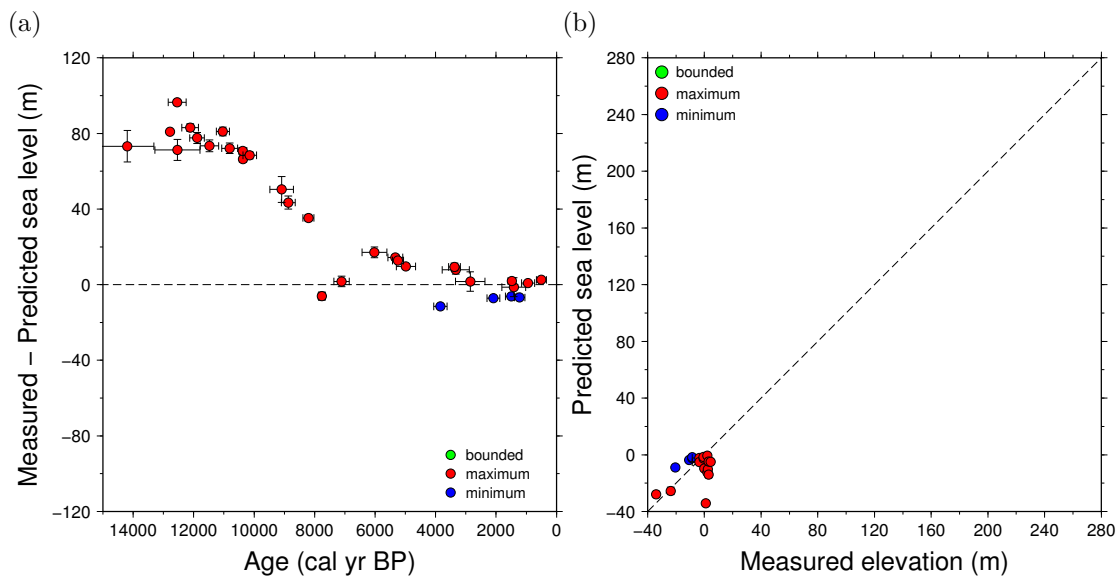 (a)
Measured − Predicted sea level (m)
120
80
40
0
−40
−80
−120
14000 12000 10000 8000 6000 4000 2000 0
Age (cal yr BP)
bounded
maximum
minimum
(b)
Predicted sea level (m)
280
240
200
160
120
80
40
0
−40
−40 0 40 80 120 160 200 240 280
Measured elevation (m)
bounded
maximum
minimum